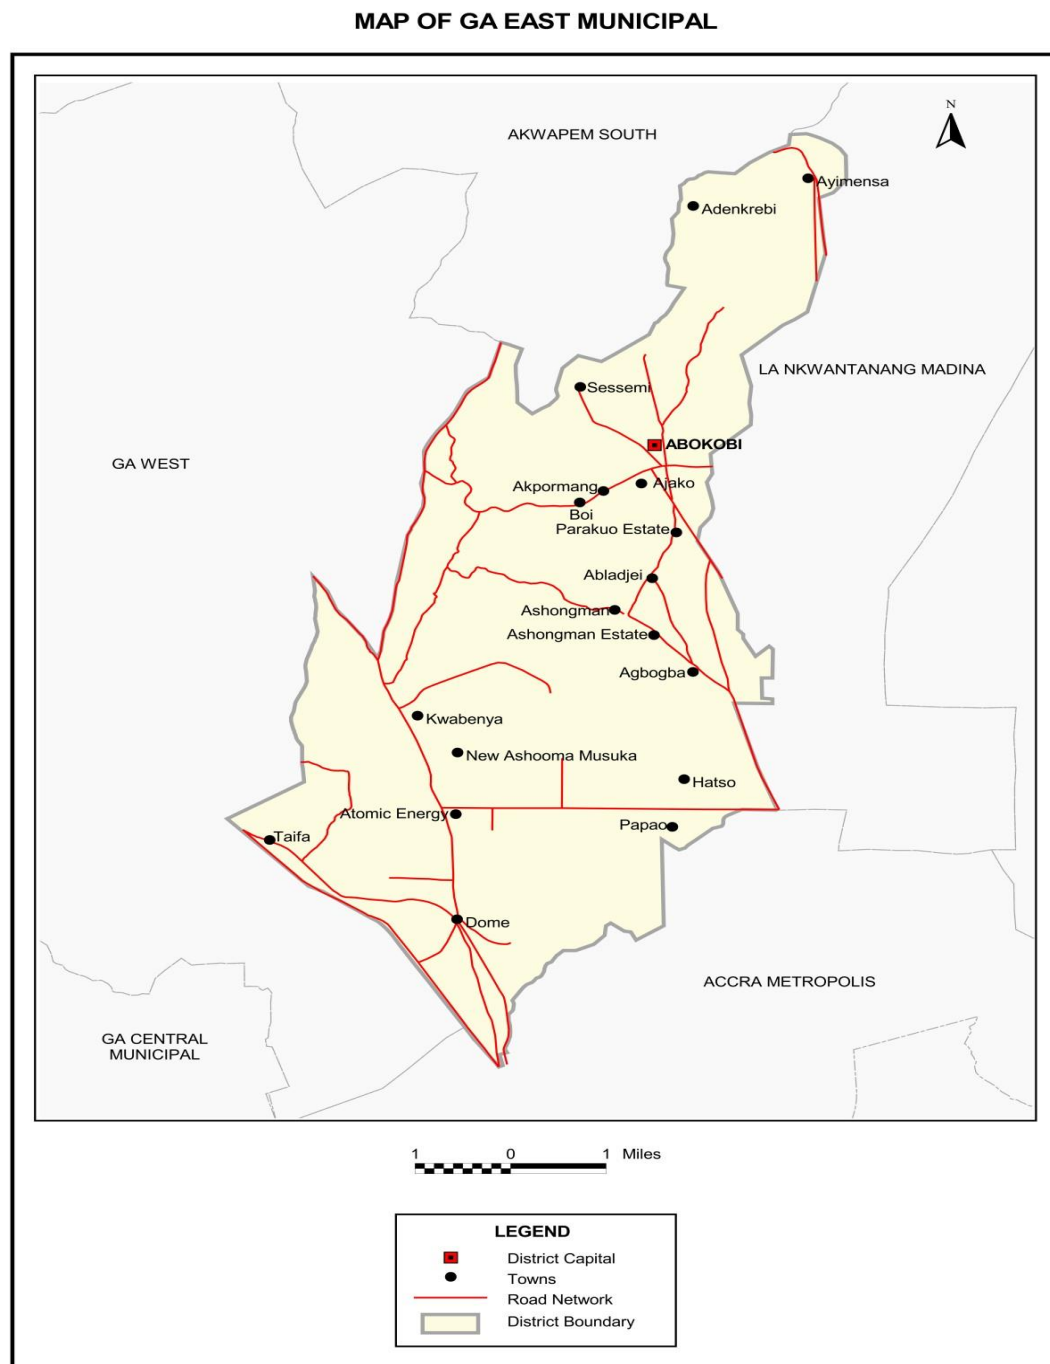 MAP OF GA EAST MUNICIPAL
N
AKWAPEM SOUTH
Ayimensa
Adenkrebi
LA NKWANTANANG MADINA
Sessemi
ABOKOBI
GA WEST
Akpormang
Ajako
Boi
Parakuo Estate
Abladjei
Ashongman
Ashongman Estate
Agbogba
Kwabenya
New Ashooma Musuka
Hatso
Atomic Energy
Papao
Taifa
Dome
ACCRA METROPOLIS
GA CENTRAL
MUNICIPAL
1 0 1 Miles
LEGEND
District Capital
Towns
Road Network
District Boundary